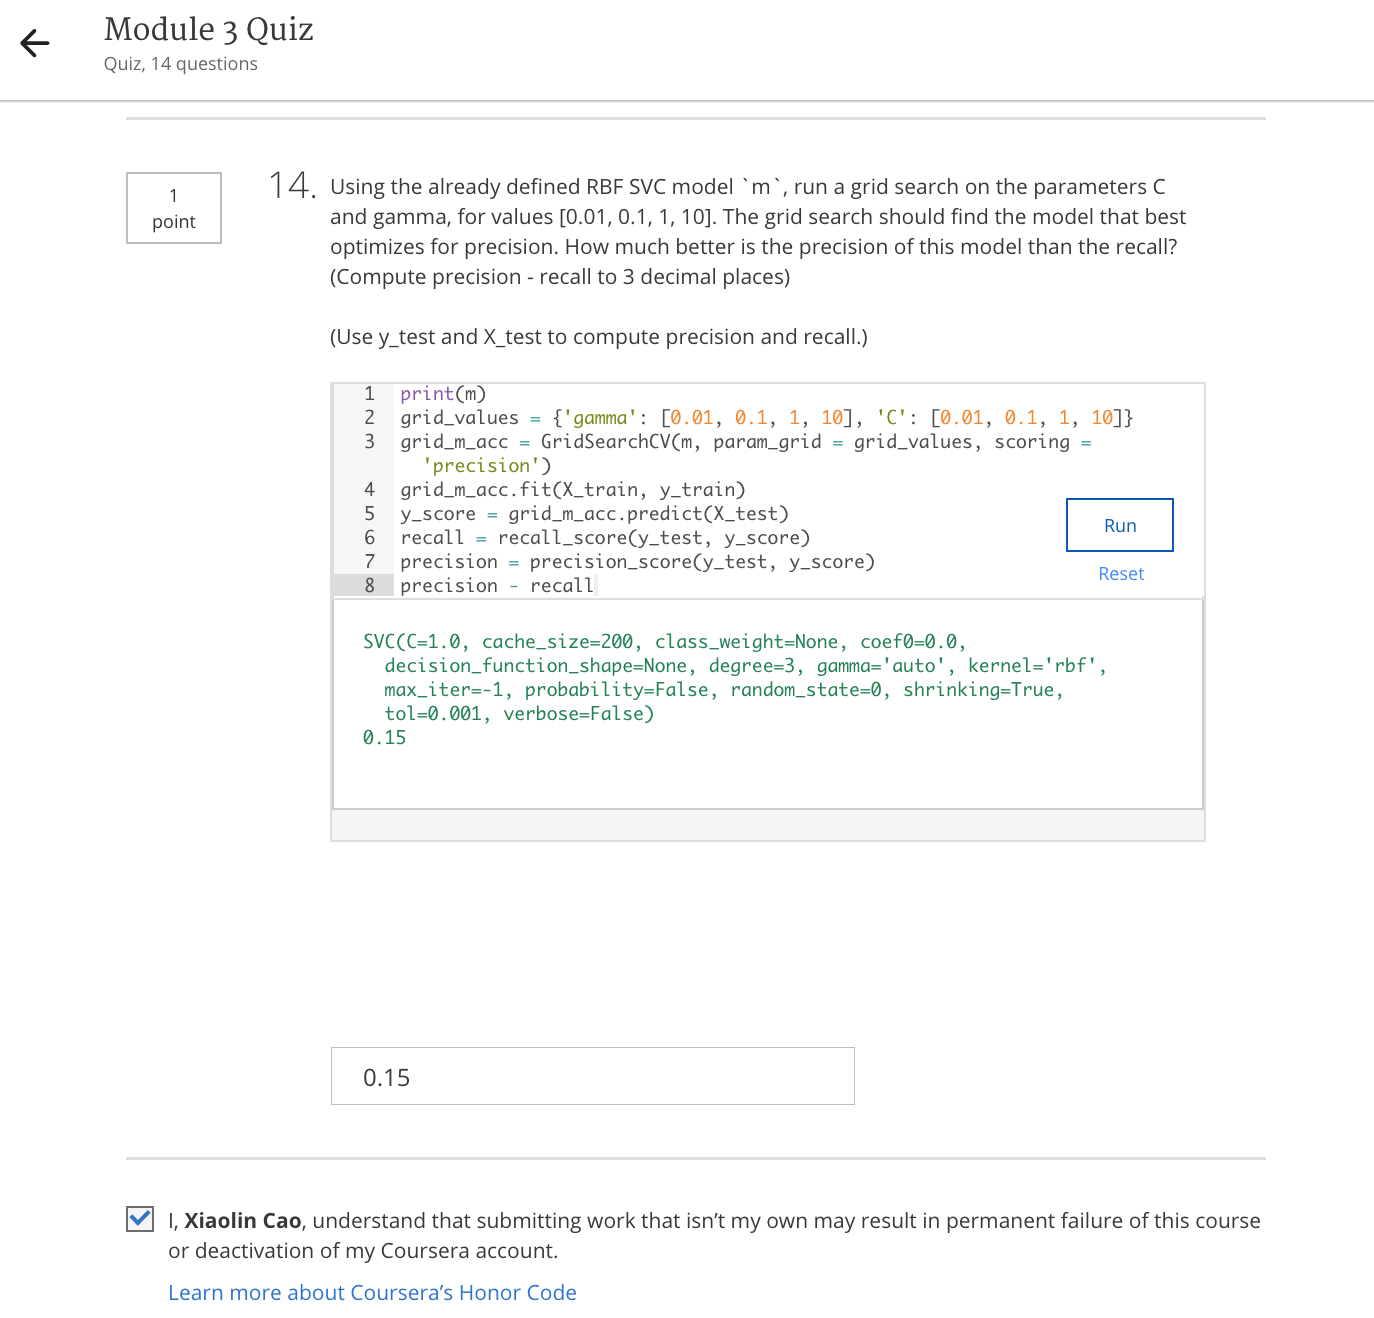 Module 3 Quiz
Quiz, 14 questions
1
point
14.
Using the already defined RBF SVC model `m`, run a grid search on the parameters C
and gamma, for values [0.01, 0.1, 1, 10]. The grid search should find the model that best
optimizes for precision. How much better is the precision of this model than the recall?
(Compute precision - recall to 3 decimal places)
(Use y_test and X_test to compute precision and recall.)
1 print(m)
2 grid_values = {'gamma': [0.01, 0.1, 1, 10], 'C': [0.01, 0.1, 1, 10]}
3 grid_m_acc = GridSearchCV(m, param_grid = grid_values, scoring =
'precision')
4 grid_m_acc.fit(X_train, y_train)
5 y_score = grid_m_acc.predict(X_test)
6 recall = recall_score(y_test, y_score)
7 precision = precision_score(y_test, y_score)
8 precision - recall
Run
Reset
SVC(C=1.0, cache_size=200, class_weight=None, coef0=0.0,
decision_function_shape=None, degree=3, gamma='auto', kernel='rbf',
max_iter=-1, probability=False, random_state=0, shrinking=True,
tol=0.001, verbose=False)
0.15
0.15
I, Xiaolin Cao, understand that submitting work that isn’t my own may result in permanent failure of this course
or deactivation of my Coursera account.
Learn more about Coursera’s Honor Code